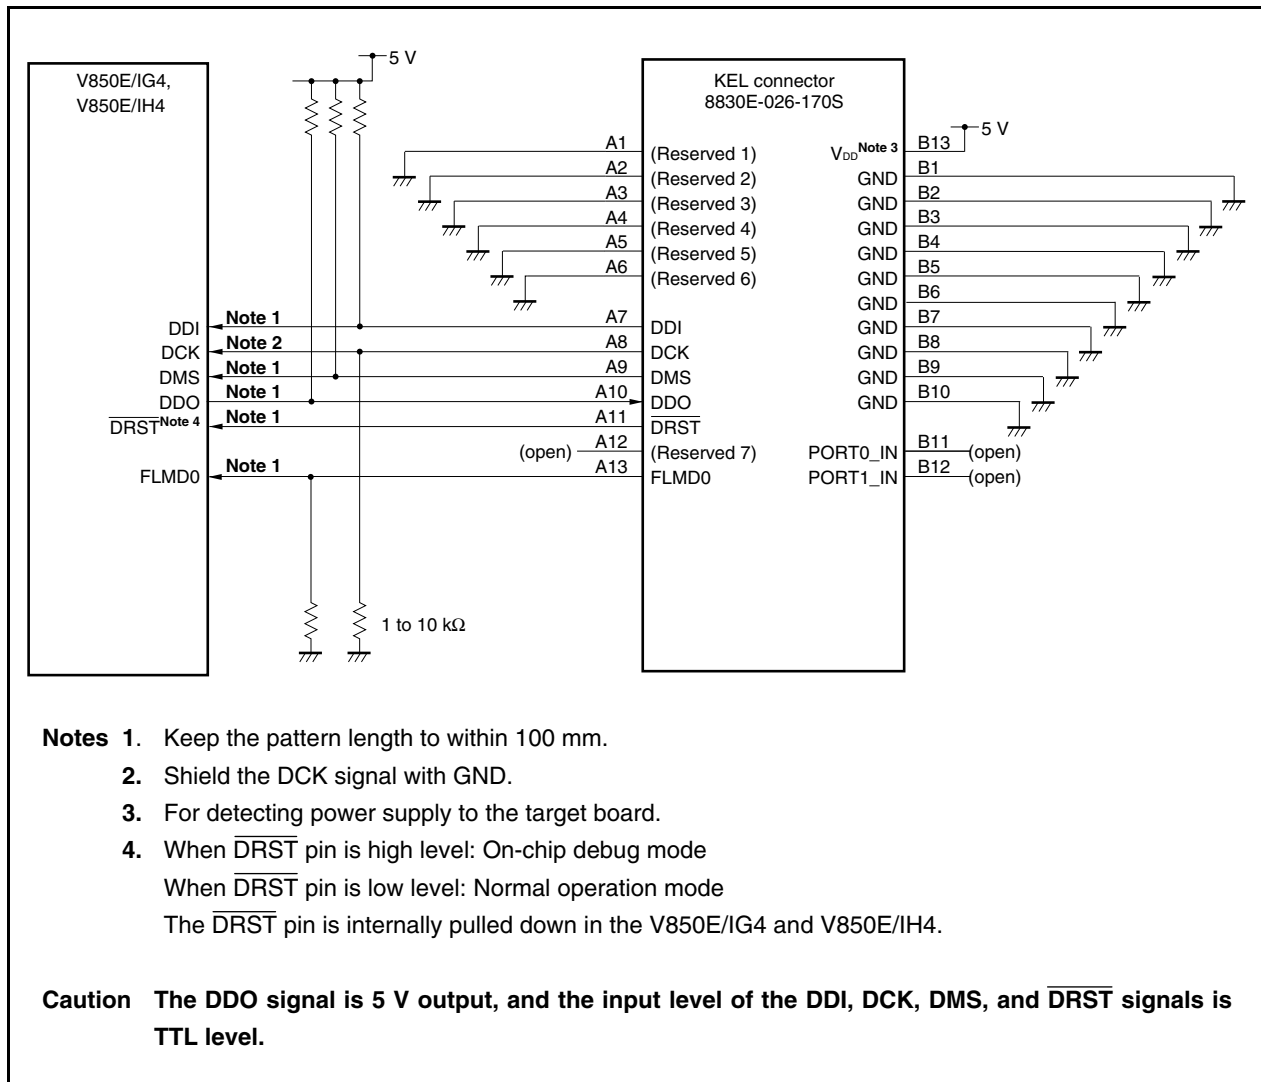 V850E/IG4,
V850E/IH4
5 V
KEL connector
8830E-026-170S
5 V
A1 (Reserved 1) VDD Note 3 B13
A2 (Reserved 2) GND B1
A3 (Reserved 3) GND B2
A4 (Reserved 4) GND B3
A5 (Reserved 5) GND B4
A6 (Reserved 6) GND B5
GND B6
DDI Note 1 A7 DDI GND B7
DCK Note 2 A8 DCK GND B8
DMS Note 1 A9 DMS GND B9
DDO Note 1 A10 DDO GND B10
DRST Note 4 Note 1 A11 DRST
(open) A12 (Reserved 7) PORT0_IN B11 (open)
FLMD0 Note 1 A13 FLMD0 PORT1_IN B12 (open)
1 to 10 kΩ
Notes 1. Keep the pattern length to within 100 mm.
2. Shield the DCK signal with GND.
3. For detecting power supply to the target board.
4. When DRST pin is high level: On-chip debug mode
When DRST pin is low level: Normal operation mode
The DRST pin is internally pulled down in the V850E/IG4 and V850E/IH4.
Caution The DDO signal is 5 V output, and the input level of the DDI, DCK, DMS, and DRST signals is
TTL level.